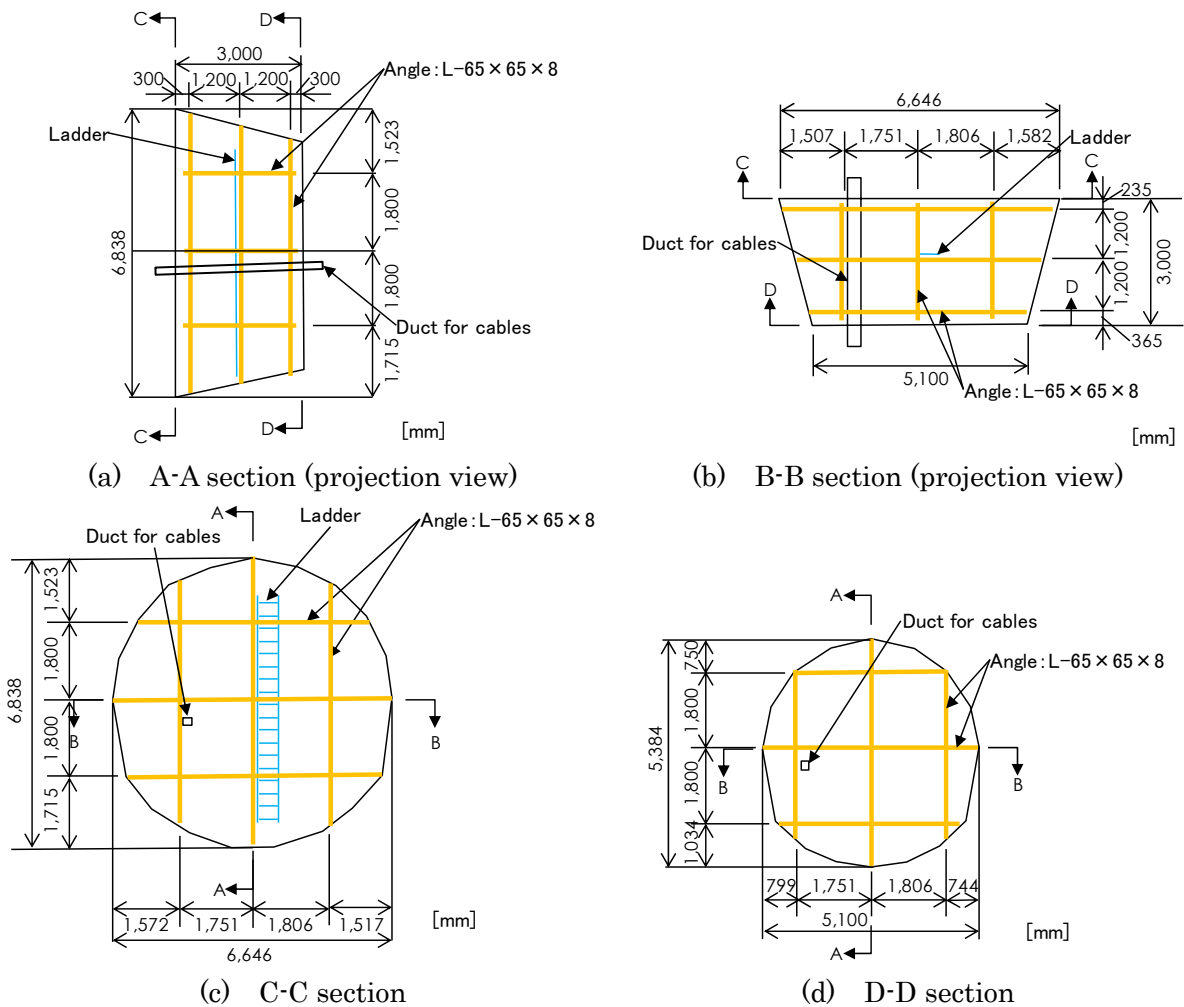 C
D
3,000
300
1,200
1,200
300
Angle:L-65×65×8
Ladder
1,523
1,800
6,838
1,800
Duct for cables
1,715
C
D
[mm]
(a) A-A section (projection view)
6,646
1,507
1,751
1,806
1,582
Ladder
C
C
235
Duct for cables
1,200
3,000
D
D
1,200
365
5,100
Angle:L-65×65×8
[mm]
(b) B-B section (projection view)
A
Ladder
Duct for cables
Angle:L-65×65×8
1,523
1,800
6,838
B
B
1,800
1,715
A
1,572
1,751
1,806
1,517
[mm]
6,646
(c) C-C section
A
Duct for cables
750
Angle:L-65×65×8
1,800
5,384
B
B
1,800
1,034
799
1,751
1,806
744
5,100
[mm]
A
(d) D-D section